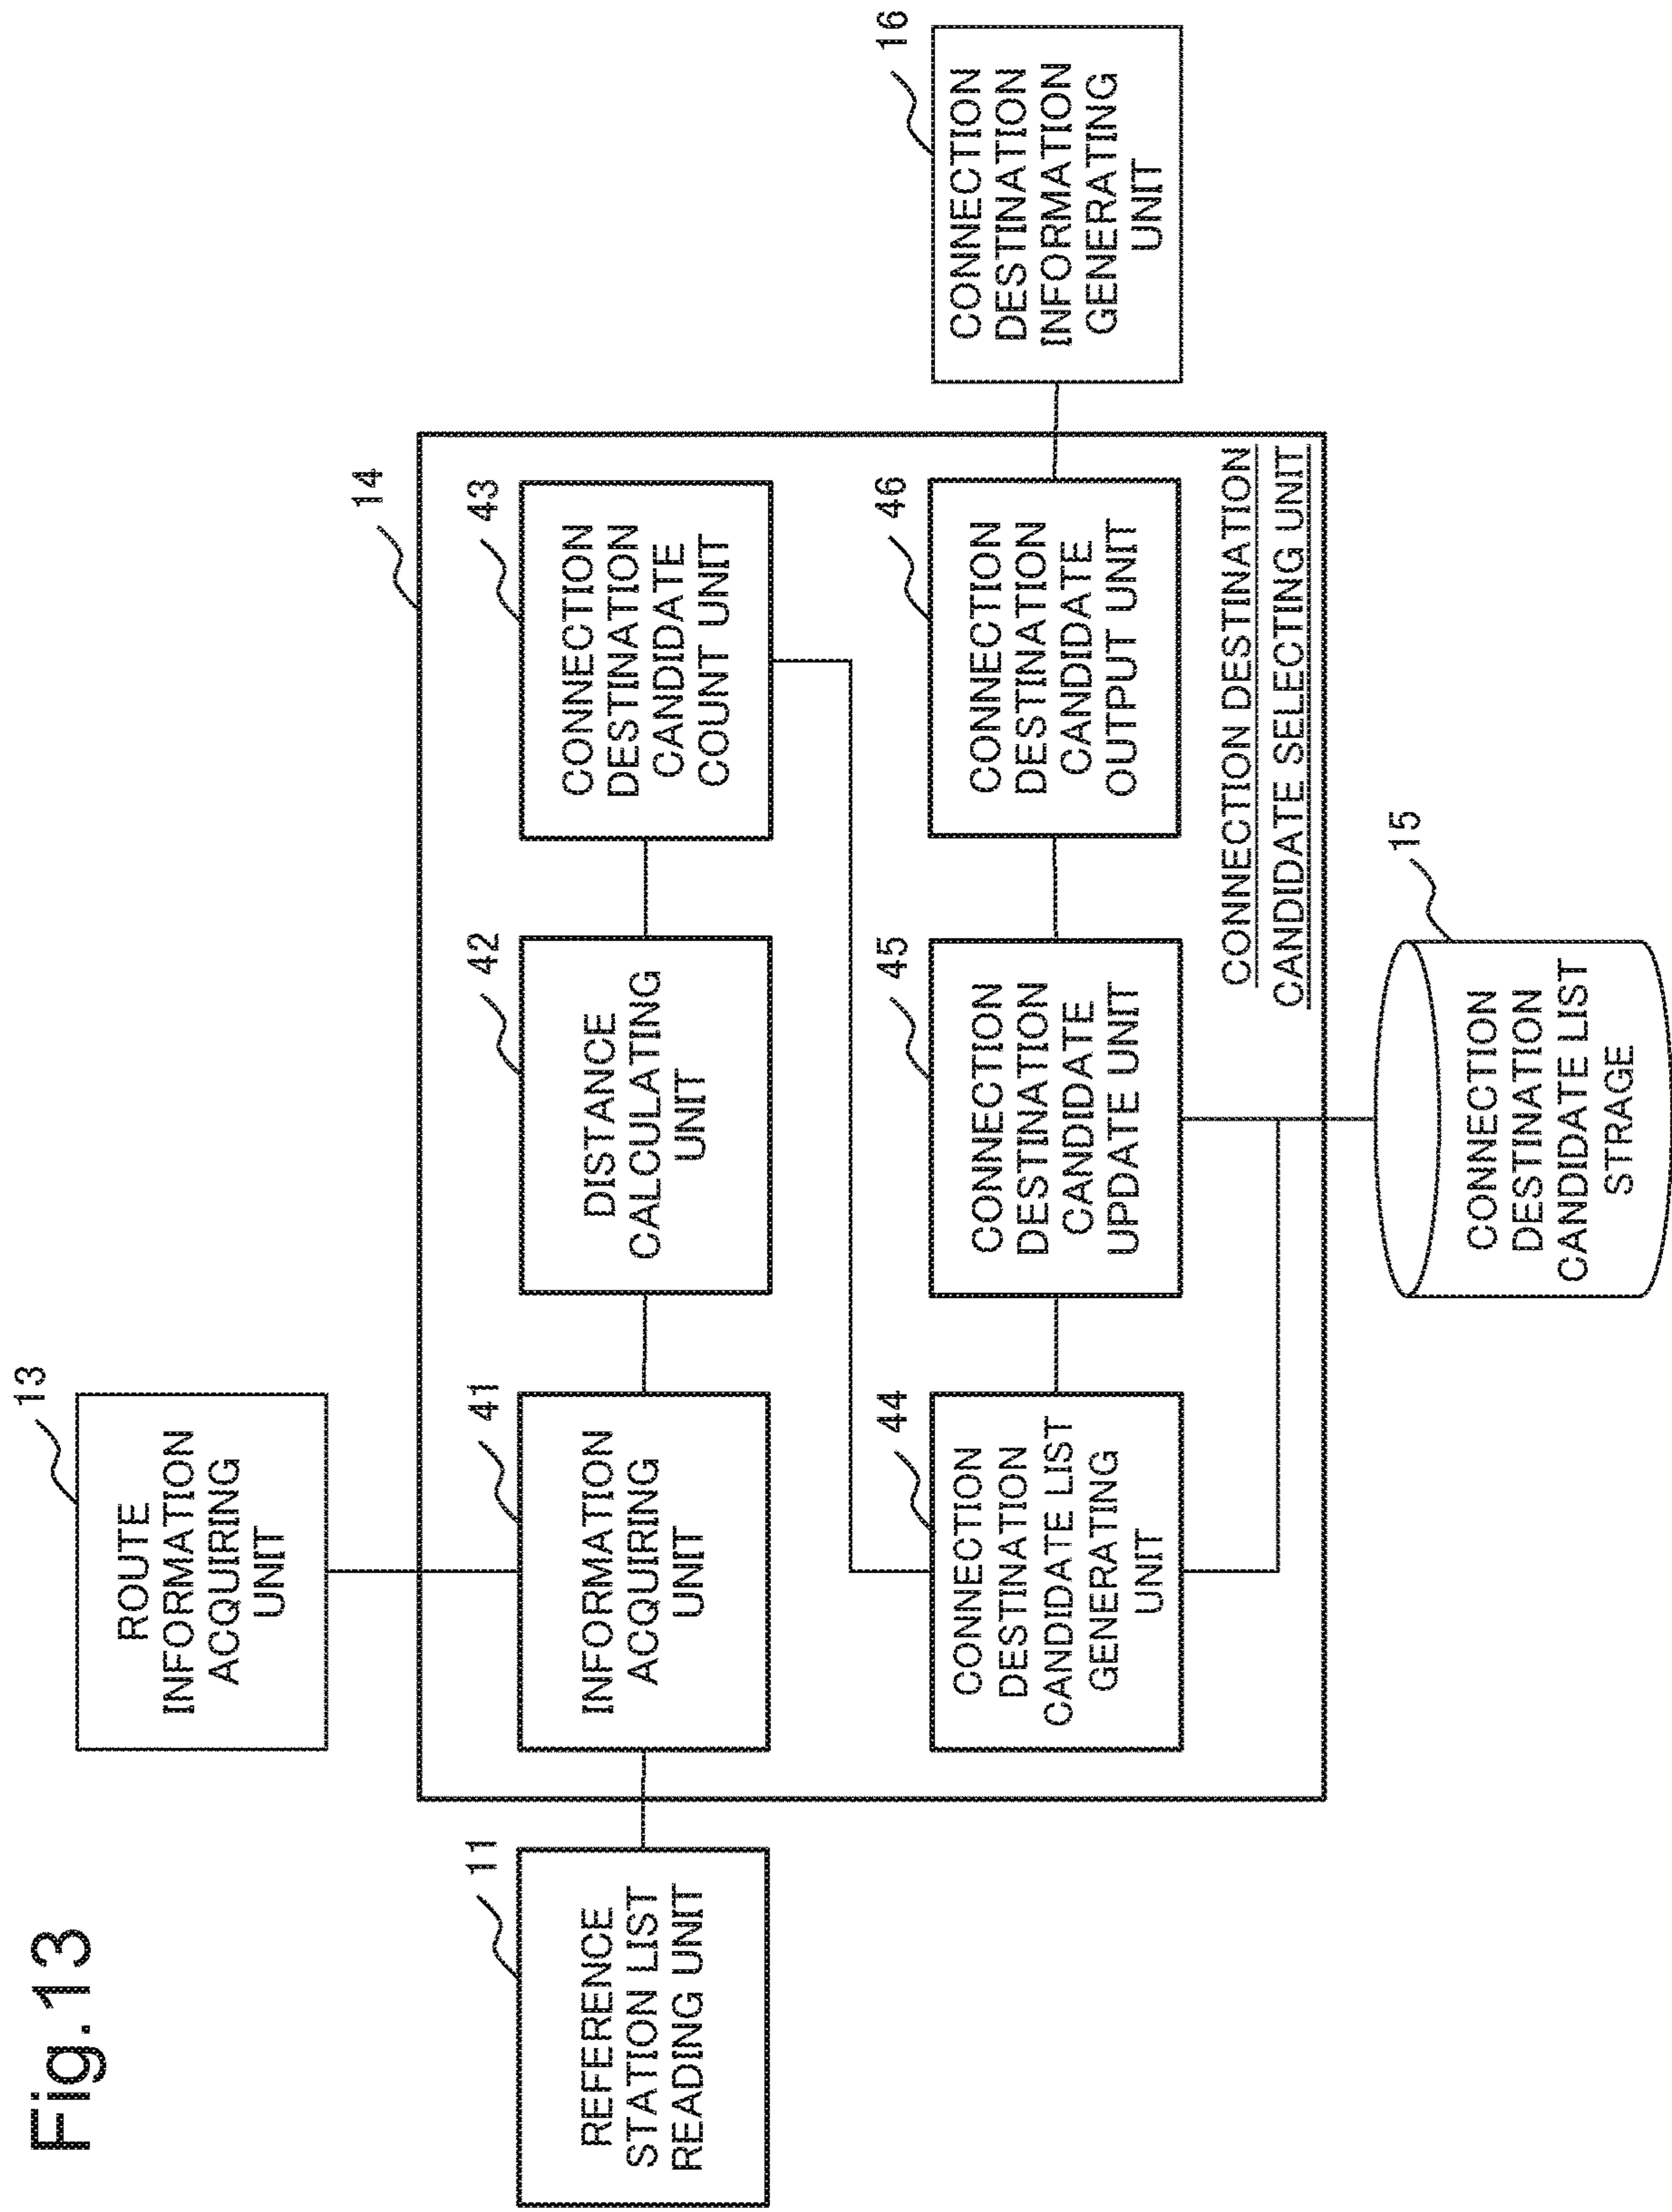 Fig.13
13
ROUTE
INFORMATION
ACQUIRING
UNIT
14
11
REFERENCE
STATION LIST
READING UNIT
41
INFORMATION
ACQUIRING
UNIT
42
DISTANCE
CALCULATING
UNIT
43
CONNECTION
DESTINATION
CANDIDATE
COUNT UNIT
44
CONNECTION
DESTINATION
CANDIDATE LIST
GENERATING
UNIT
45
CONNECTION
DESTINATION
CANDIDATE
UPDATE UNIT
46
CONNECTION
DESTINATION
CANDIDATE
OUTPUT UNIT
16
CONNECTION
DESTINATION
INFORMATION
GENERATING
UNIT
CONNECTION DESTINATION
CANDIDATE SELECTING UNIT
15
CONNECTION
DESTINATION
CANDIDATE LIST
STRAGE